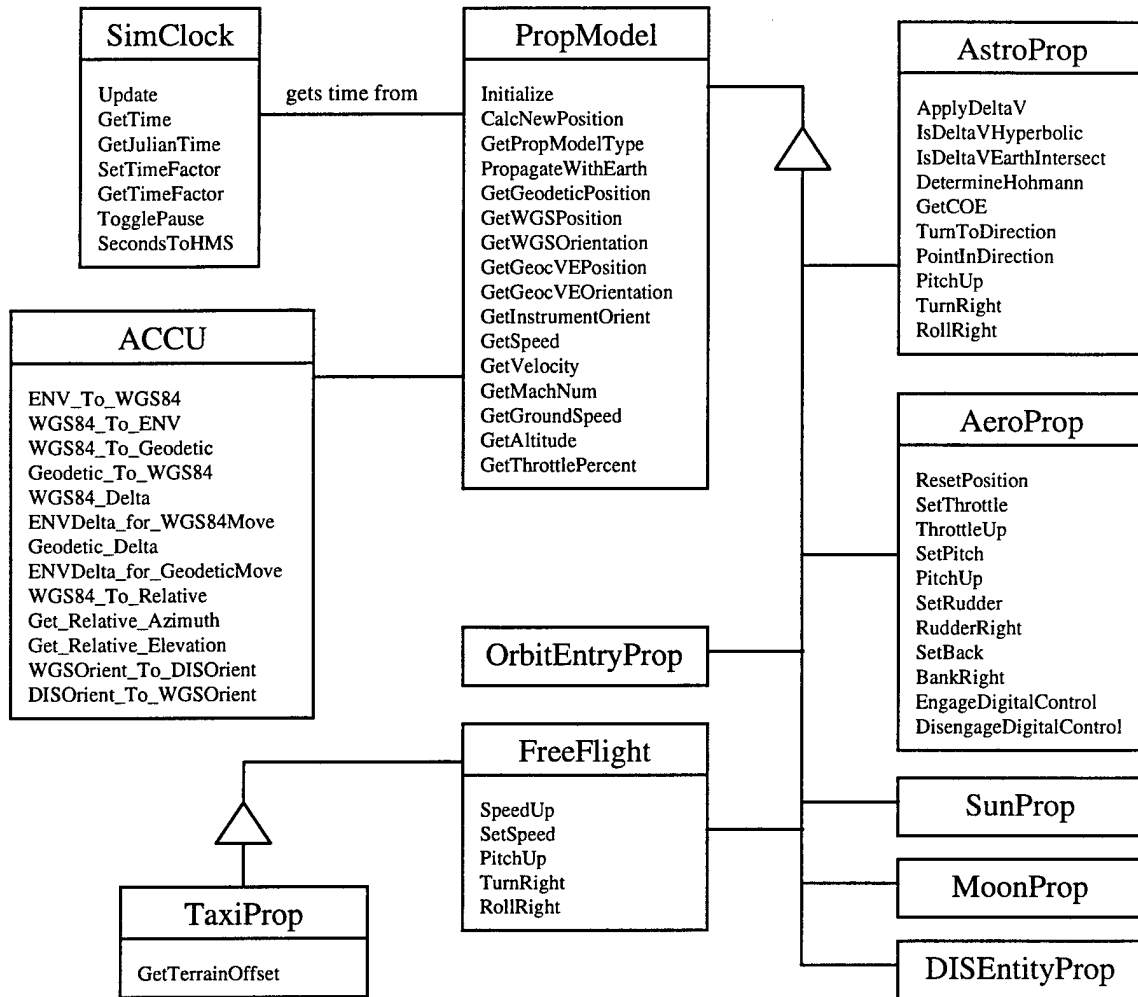 SimClock
Update
GetTime
GetJulianTime
SetTimeFactor
GetTimeFactor
TogglePause
SecondsToHMS
gets time from
PropModel
Initialize
CalcNewPosition
GetPropModelType
PropagateWithEarth
GetGeodeticPosition
GetWGSPosition
GetWGSOrientation
GetGeocVEPosition
GetGeocVEOrientation
GetInstrumentOrient
GetSpeed
GetVelocity
GetMachNum
GetGroundSpeed
GetAltitude
GetThrottlePercent
AstroProp
ApplyDeltaV
IsDeltaVHyperbolic
IsDeltaVEarthIntersect
DetermineHohmann
GetCOE
TurnToDirection
PointInDirection
PitchUp
TurnRight
RollRight
ACCU
ENV_To_WGS84
WGS84_To_ENV
WGS84_To_Geodetic
Geodetic_To_WGS84
WGS84_Delta
ENVDelta_for_WGS84Move
Geodetic_Delta
ENVDelta_for_GeodeticMove
WGS84_To_Relative
Get_Relative_Azimuth
Get_Relative_Elevation
WGSOrient_To_DISOrient
DISOrient_To_WGSOrient
AeroProp
ResetPosition
SetThrottle
ThrottleUp
SetPitch
PitchUp
SetRudder
RudderRight
SetBack
BankRight
EngageDigitalControl
DisengageDigitalControl
OrbitEntryProp
FreeFlight
SpeedUp
SetSpeed
PitchUp
TurnRight
RollRight
TaxiProp
GetTerrainOffset
SunProp
MoonProp
DISEntityProp